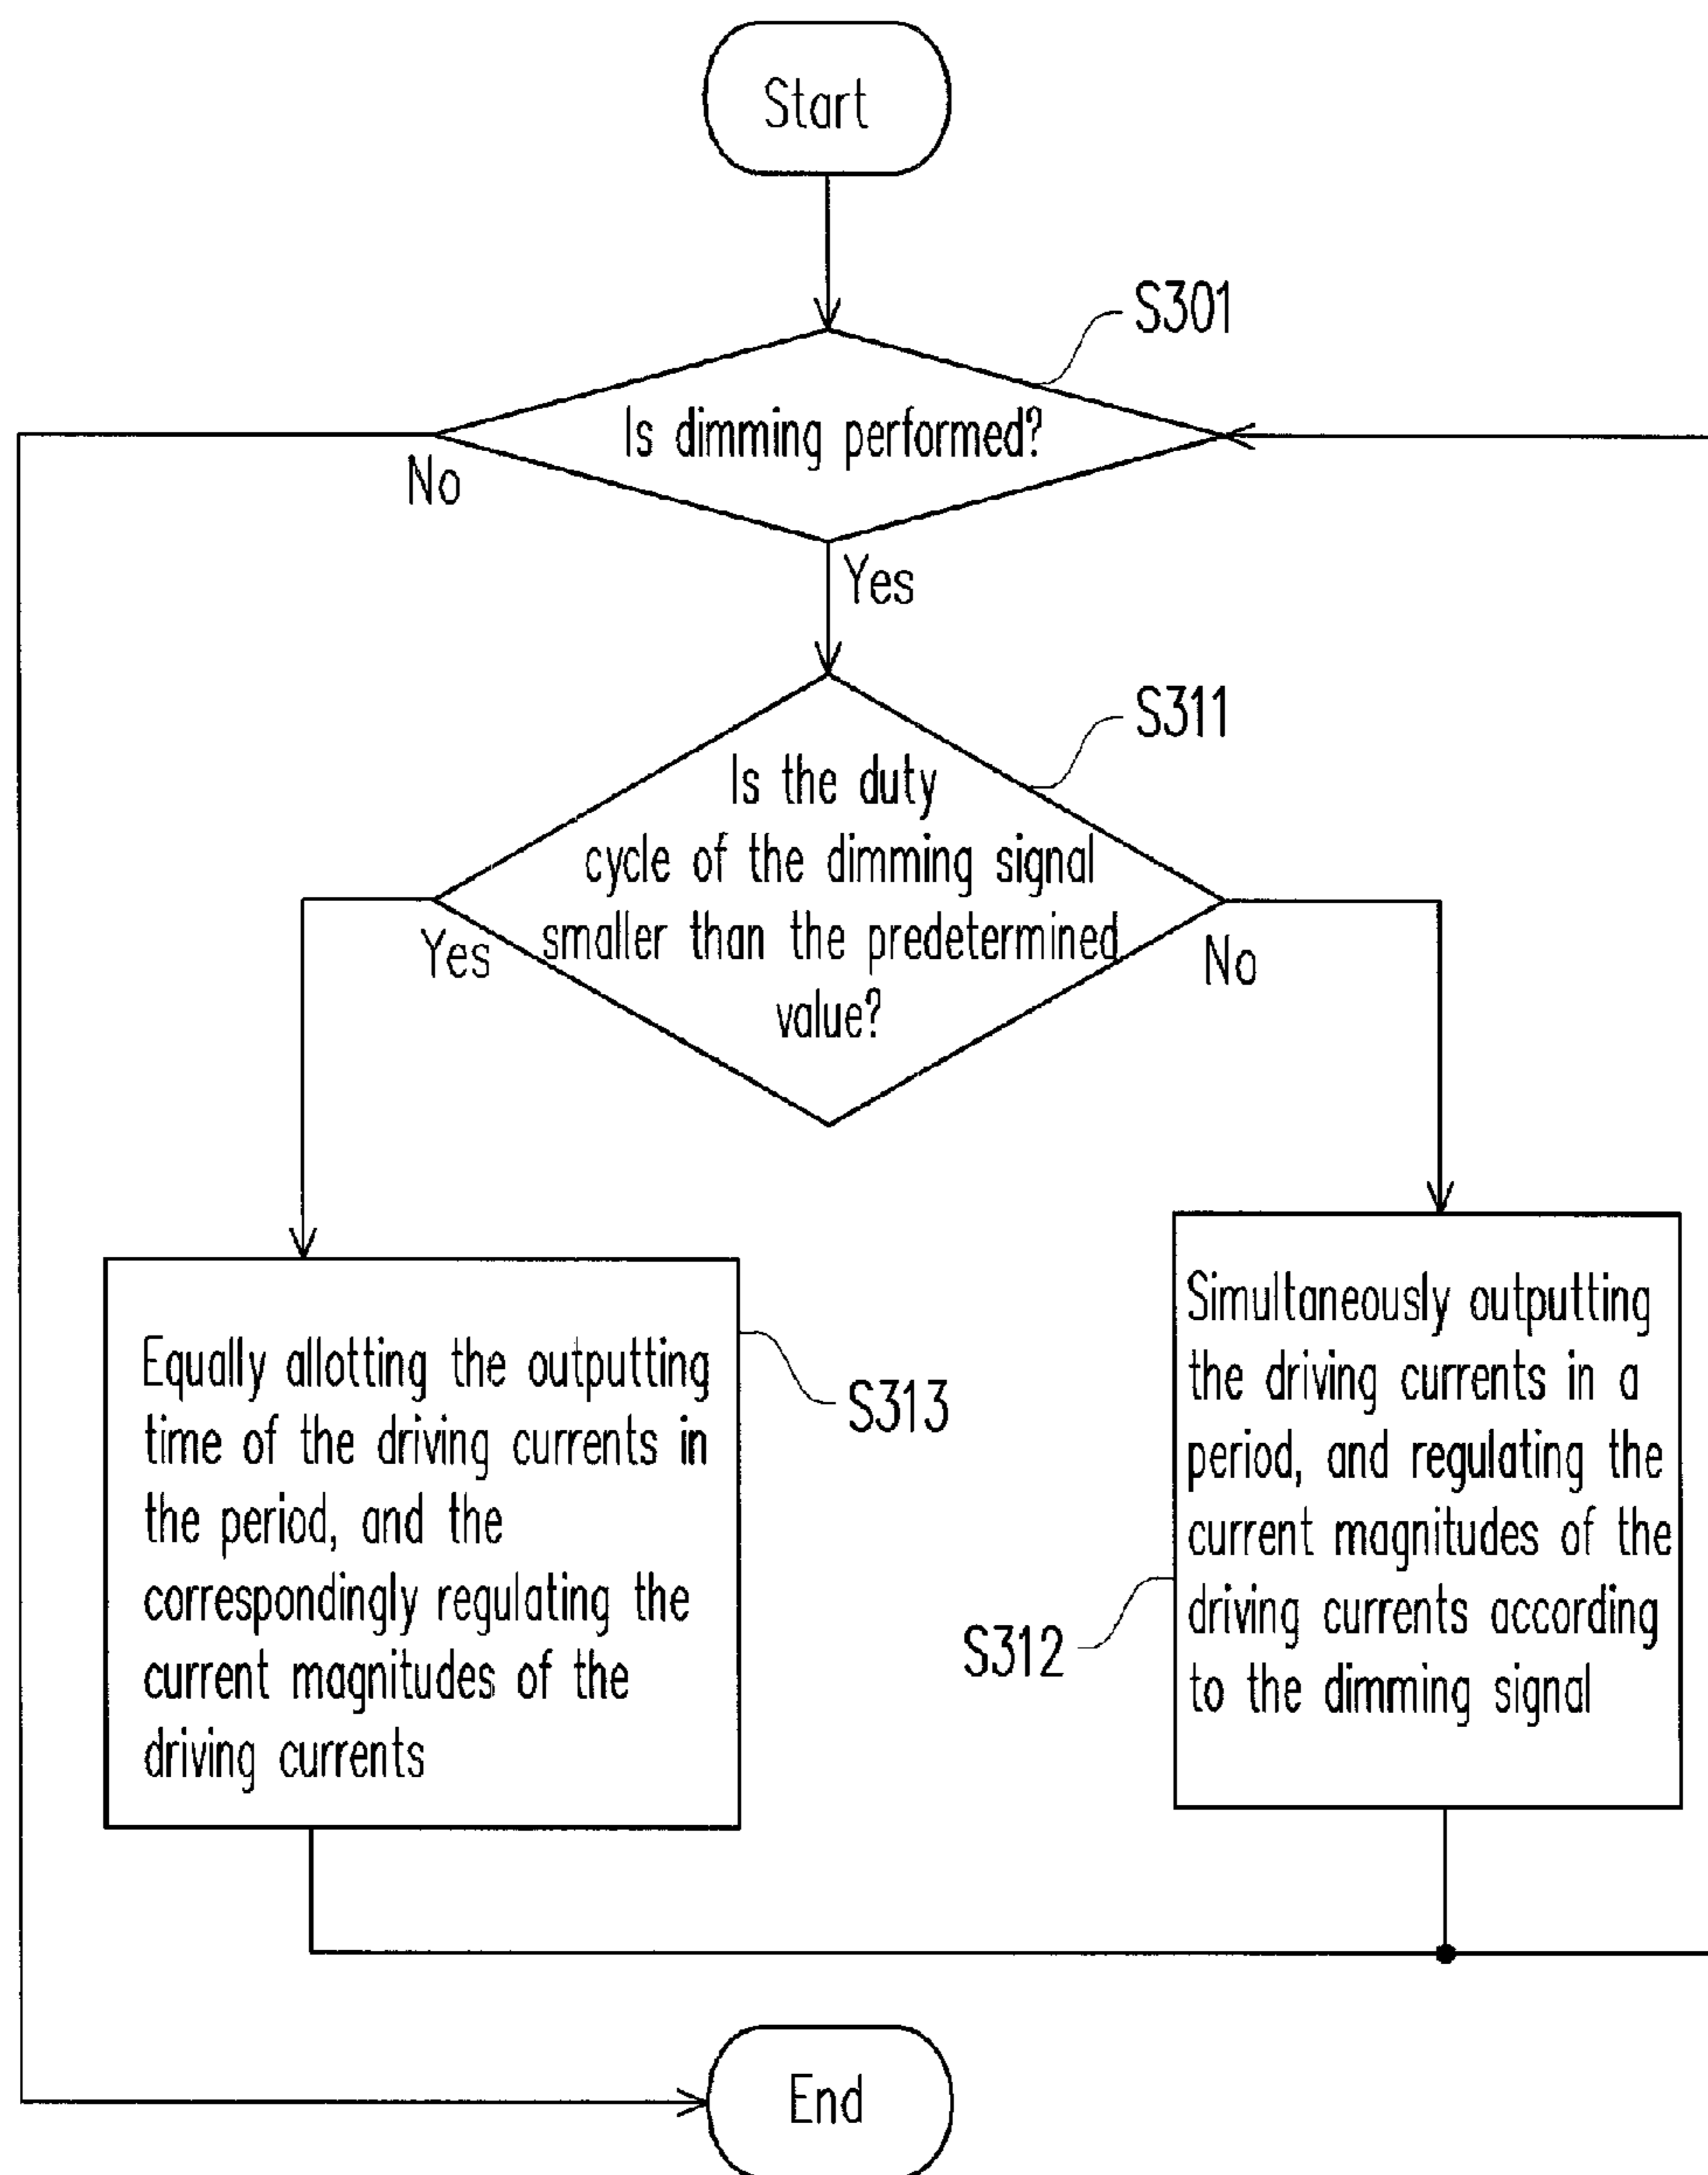 Start
S301
Is dimming performed?
No
Yes
S311
Is the duty
cycle of the dimming signal
smaller than the predetermined
value?
Yes
No
Equally allotting the outputting
time of the driving currents in
the period, and the
correspondingly regulating the
current magnitudes of the
driving currents
S313
Simultaneously outputting
the driving currents in a
period, and regulating the
current magnitudes of the
driving currents according
to the dimming signal
S312
End